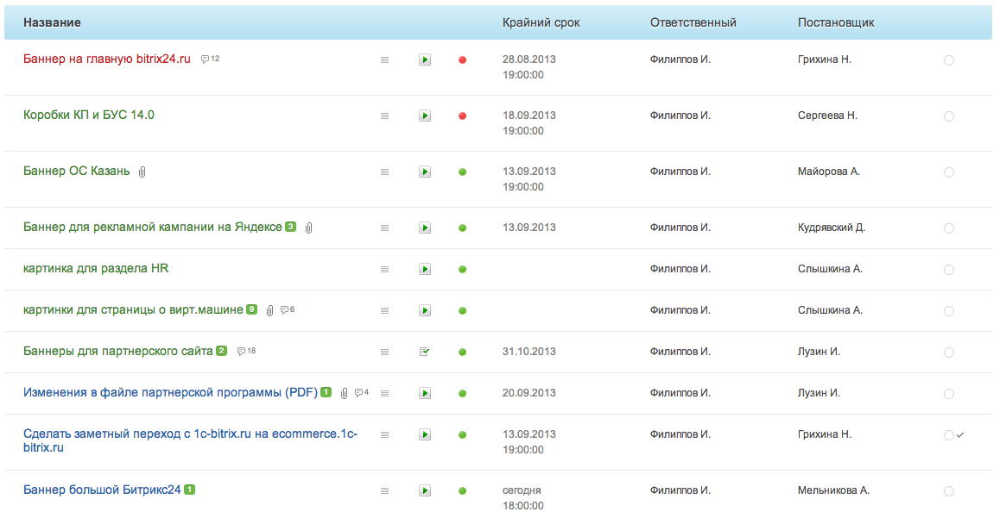 Название Крайний срок Ответственный Постановщик
Баннер на главную bitrix24.ru 12 28.08.2013 Филиппов И. Грихина Н.
19:00:00
Коробки КП и БУС 14.0 18.09.2013 Филиппов И. Сергеева Н.
19:00:00
Баннер ОС Казань 13.09.2013 Филиппов И. Майорова А.
19:00:00
Баннер для рекламной кампании на Яндексе 3 13.09.2013 Филиппов И. Кудрявский Д.
картинка для раздела HR Филиппов И. Слышкина А.
картинки для страницы о вирт.машине 9 6 Филиппов И. Слышкина А.
Баннеры для партнерского сайта 2 18 31.10.2013 Филиппов И. Лузин И.
Изменения в файле партнерской программы (PDF) 1 4 20.09.2013 Филиппов И. Лузин И.
Сделать заметный переход с 1c-bitrix.ru на ecommerce.1c- 13.09.2013 Филиппов И. Грихина Н.
bitrix.ru 19:00:00
Баннер большой Битрикс24 1 сегодня Филиппов И. Мельникова А.
18:00:00